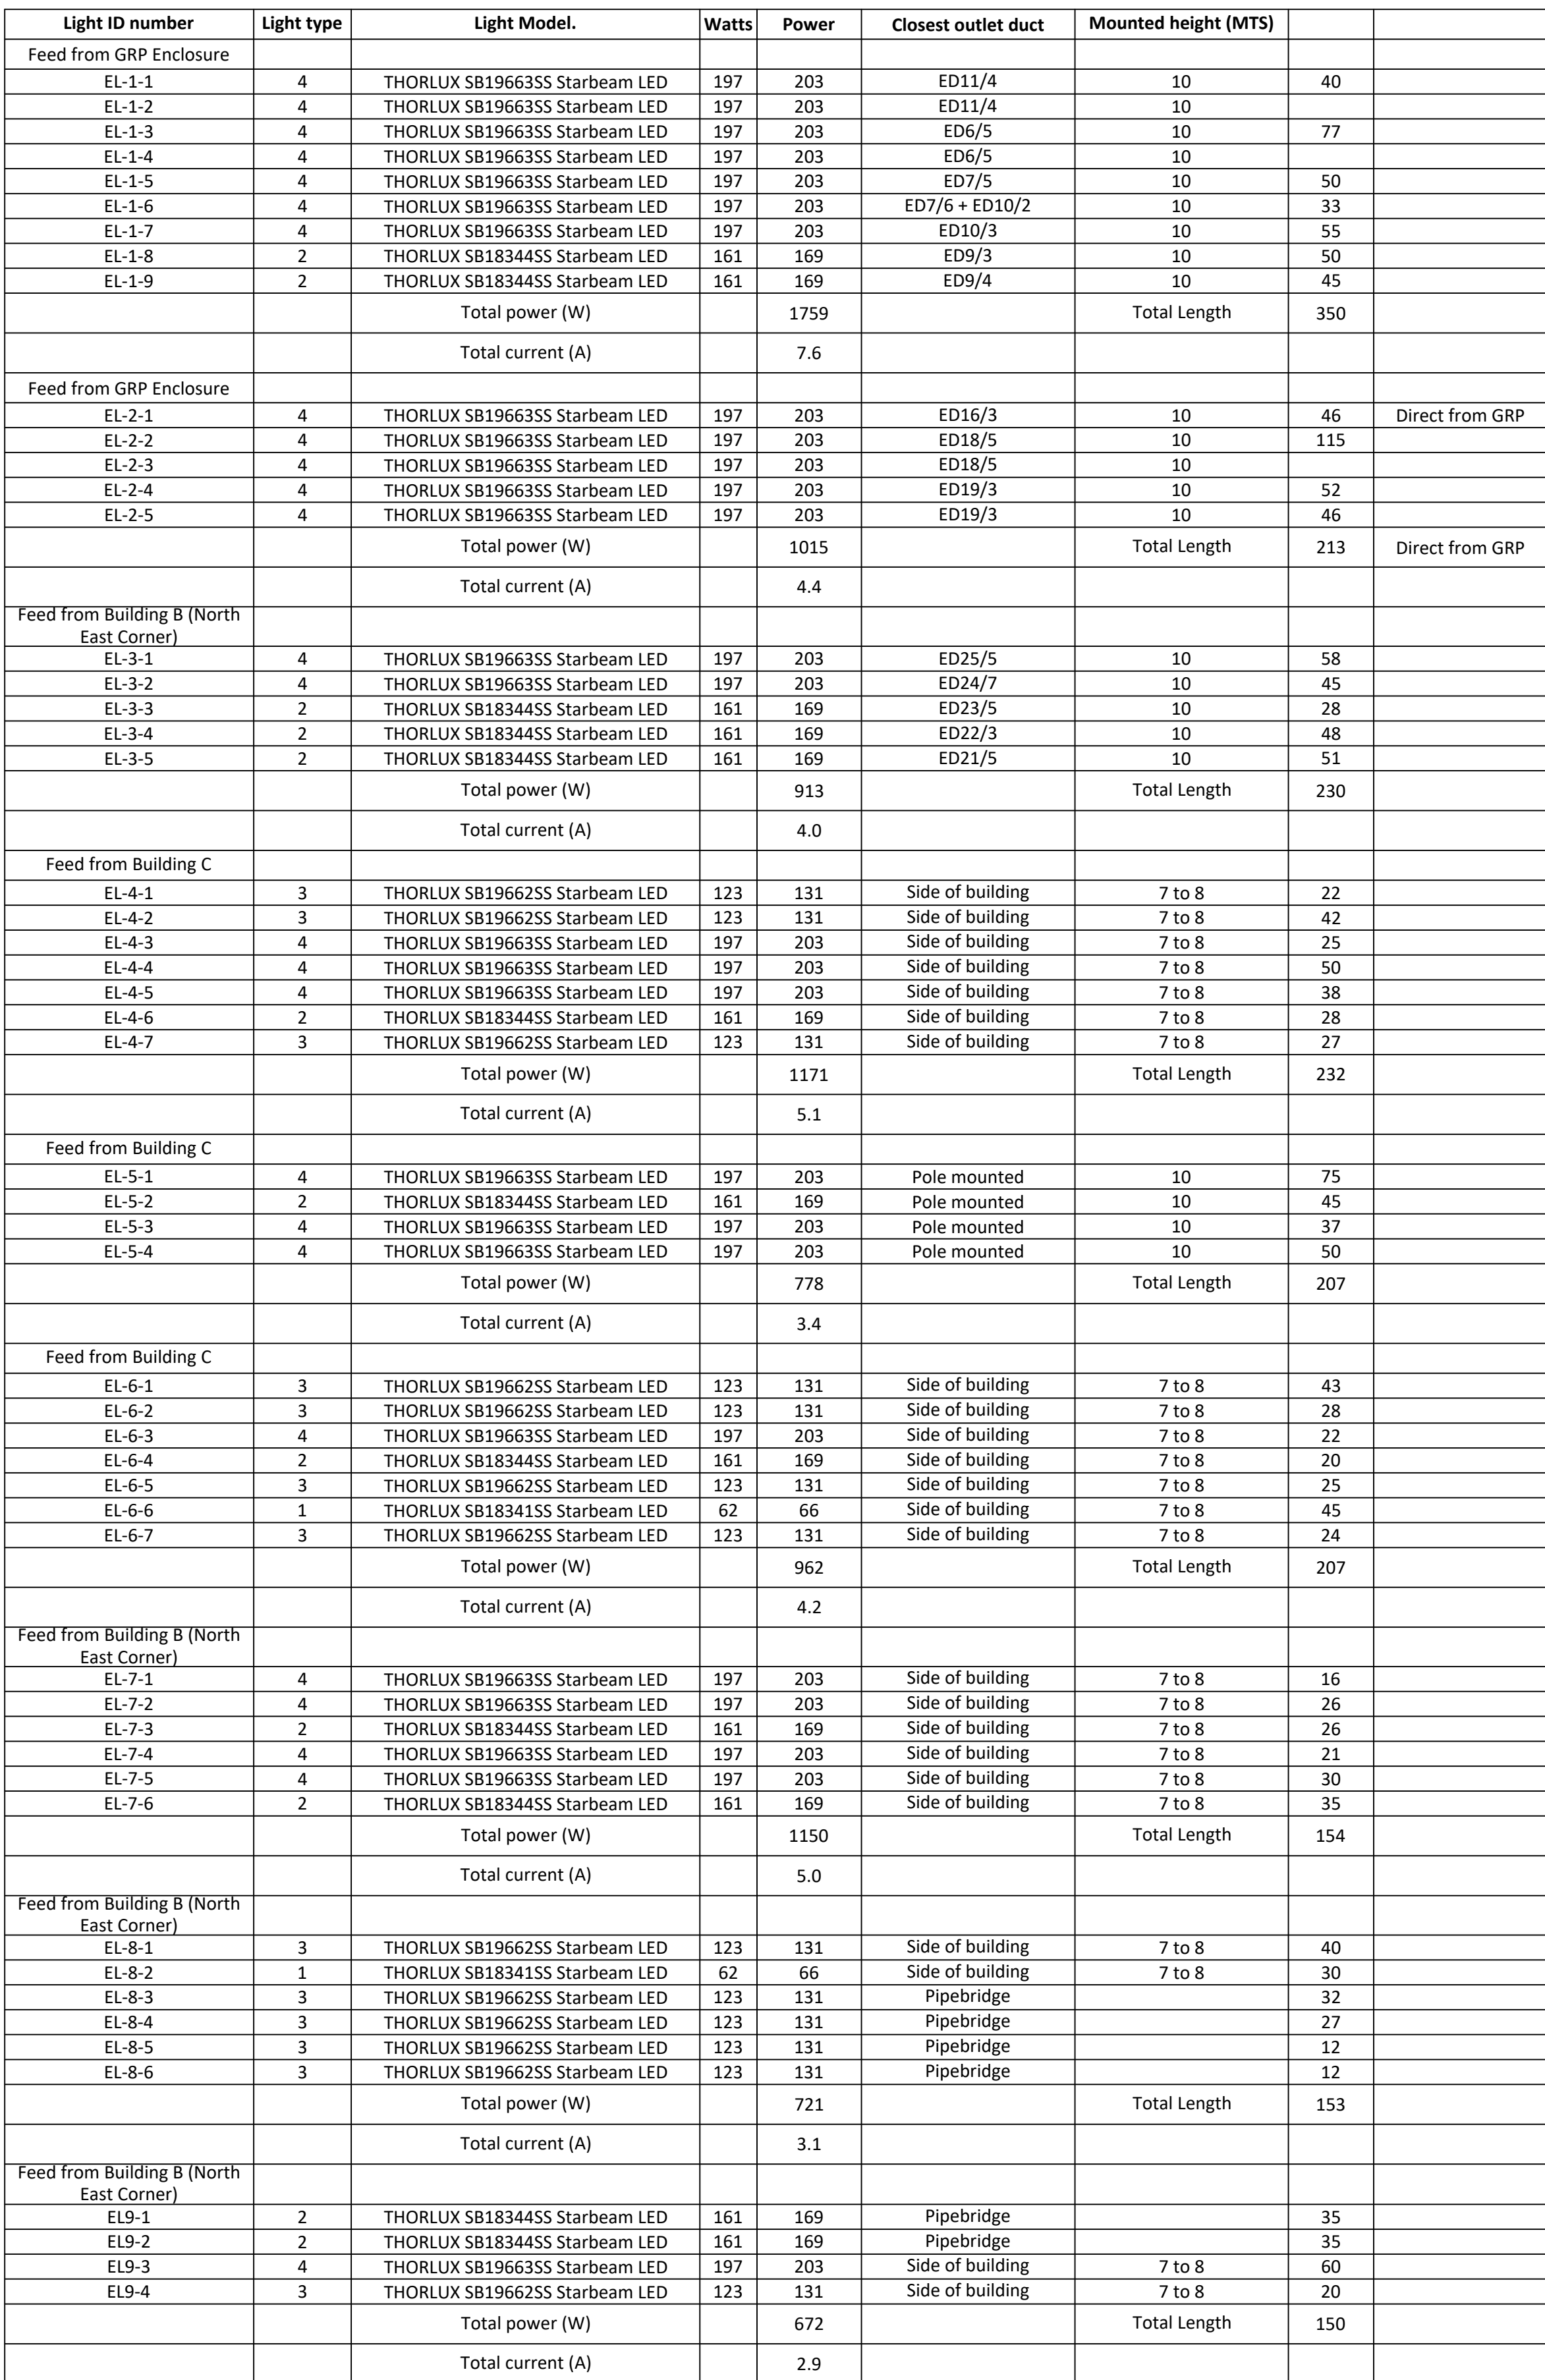 Light ID number Light type Light Model. Watts Power Closest outlet duct Mounted height (MTS)
Feed from GRP Enclosure
EL-1-1 4 THORLUX SB19663SS Starbeam LED 197 203 ED11/4 10 40
EL-1-2 4 THORLUX SB19663SS Starbeam LED 197 203 ED11/4 10
EL-1-3 4 THORLUX SB19663SS Starbeam LED 197 203 ED6/5 10 77
EL-1-4 4 THORLUX SB19663SS Starbeam LED 197 203 ED6/5 10
EL-1-5 4 THORLUX SB19663SS Starbeam LED 197 203 ED7/5 10 50
EL-1-6 4 THORLUX SB19663SS Starbeam LED 197 203 ED7/6 + ED10/2 10 33
EL-1-7 4 THORLUX SB19663SS Starbeam LED 197 203 ED10/3 10 55
EL-1-8 2 THORLUX SB18344SS Starbeam LED 161 169 ED9/3 10 50
EL-1-9 2 THORLUX SB18344SS Starbeam LED 161 169 ED9/4 10 45
Total power (W) 1759 Total Length 350
Total current (A) 7.6
Feed from GRP Enclosure
EL-2-1 4 THORLUX SB19663SS Starbeam LED 197 203 ED16/3 10 46 Direct from GRP
EL-2-2 4 THORLUX SB19663SS Starbeam LED 197 203 ED18/5 10 115
EL-2-3 4 THORLUX SB19663SS Starbeam LED 197 203 ED18/5 10
EL-2-4 4 THORLUX SB19663SS Starbeam LED 197 203 ED19/3 10 52
EL-2-5 4 THORLUX SB19663SS Starbeam LED 197 203 ED19/3 10 46
Total power (W) 1015 Total Length 213 Direct from GRP
Total current (A) 4.4
Feed from Building B (North
East Corner)
EL-3-1 4 THORLUX SB19663SS Starbeam LED 197 203 ED25/5 10 58
EL-3-2 4 THORLUX SB19663SS Starbeam LED 197 203 ED24/7 10 45
EL-3-3 2 THORLUX SB18344SS Starbeam LED 161 169 ED23/5 10 28
EL-3-4 2 THORLUX SB18344SS Starbeam LED 161 169 ED22/3 10 48
EL-3-5 2 THORLUX SB18344SS Starbeam LED 161 169 ED21/5 10 51
Total power (W) 913 Total Length 230
Total current (A) 4.0
Feed from Building C
EL-4-1 3 THORLUX SB19662SS Starbeam LED 123 131 Side of building 7 to 8 22
EL-4-2 3 THORLUX SB19662SS Starbeam LED 123 131 Side of building 7 to 8 42
EL-4-3 4 THORLUX SB19663SS Starbeam LED 197 203 Side of building 7 to 8 25
EL-4-4 4 THORLUX SB19663SS Starbeam LED 197 203 Side of building 7 to 8 50
EL-4-5 4 THORLUX SB19663SS Starbeam LED 197 203 Side of building 7 to 8 38
EL-4-6 2 THORLUX SB18344SS Starbeam LED 161 169 Side of building 7 to 8 28
EL-4-7 3 THORLUX SB19662SS Starbeam LED 123 131 Side of building 7 to 8 27
Total power (W) 1171 Total Length 232
Total current (A) 5.1
Feed from Building C
EL-5-1 4 THORLUX SB19663SS Starbeam LED 197 203 Pole mounted 10 75
EL-5-2 2 THORLUX SB18344SS Starbeam LED 161 169 Pole mounted 10 45
EL-5-3 4 THORLUX SB19663SS Starbeam LED 197 203 Pole mounted 10 37
EL-5-4 4 THORLUX SB19663SS Starbeam LED 197 203 Pole mounted 10 50
Total power (W) 778 Total Length 207
Total current (A) 3.4
Feed from Building C
EL-6-1 3 THORLUX SB19662SS Starbeam LED 123 131 Side of building 7 to 8 43
EL-6-2 3 THORLUX SB19662SS Starbeam LED 123 131 Side of building 7 to 8 28
EL-6-3 4 THORLUX SB19663SS Starbeam LED 197 203 Side of building 7 to 8 22
EL-6-4 2 THORLUX SB18344SS Starbeam LED 161 169 Side of building 7 to 8 20
EL-6-5 3 THORLUX SB19662SS Starbeam LED 123 131 Side of building 7 to 8 25
EL-6-6 1 THORLUX SB18341SS Starbeam LED 62 66 Side of building 7 to 8 45
EL-6-7 3 THORLUX SB19662SS Starbeam LED 123 131 Side of building 7 to 8 24
Total power (W) 962 Total Length 207
Total current (A) 4.2
Feed from Building B (North
East Corner)
EL-7-1 4 THORLUX SB19663SS Starbeam LED 197 203 Side of building 7 to 8 16
EL-7-2 4 THORLUX SB19663SS Starbeam LED 197 203 Side of building 7 to 8 26
EL-7-3 2 THORLUX SB18344SS Starbeam LED 161 169 Side of building 7 to 8 26
EL-7-4 4 THORLUX SB19663SS Starbeam LED 197 203 Side of building 7 to 8 21
EL-7-5 4 THORLUX SB19663SS Starbeam LED 197 203 Side of building 7 to 8 30
EL-7-6 2 THORLUX SB18344SS Starbeam LED 161 169 Side of building 7 to 8 35
Total power (W) 1150 Total Length 154
Total current (A) 5.0
Feed from Building B (North
East Corner)
EL-8-1 3 THORLUX SB19662SS Starbeam LED 123 131 Side of building 7 to 8 40
EL-8-2 1 THORLUX SB18341SS Starbeam LED 62 66 Side of building 7 to 8 30
EL-8-3 3 THORLUX SB19662SS Starbeam LED 123 131 Pipebridge 32
EL-8-4 3 THORLUX SB19662SS Starbeam LED 123 131 Pipebridge 27
EL-8-5 3 THORLUX SB19662SS Starbeam LED 123 131 Pipebridge 12
EL-8-6 3 THORLUX SB19662SS Starbeam LED 123 131 Pipebridge 12
Total power (W) 721 Total Length 153
Total current (A) 3.1
Feed from Building B (North
East Corner)
EL9-1 2 THORLUX SB18344SS Starbeam LED 161 169 Pipebridge 35
EL9-2 2 THORLUX SB18344SS Starbeam LED 161 169 Pipebridge 35
EL9-3 4 THORLUX SB19663SS Starbeam LED 197 203 Side of building 7 to 8 60
EL9-4 3 THORLUX SB19662SS Starbeam LED 123 131 Side of building 7 to 8 20
Total power (W) 672 Total Length 150
Total current (A) 2.9